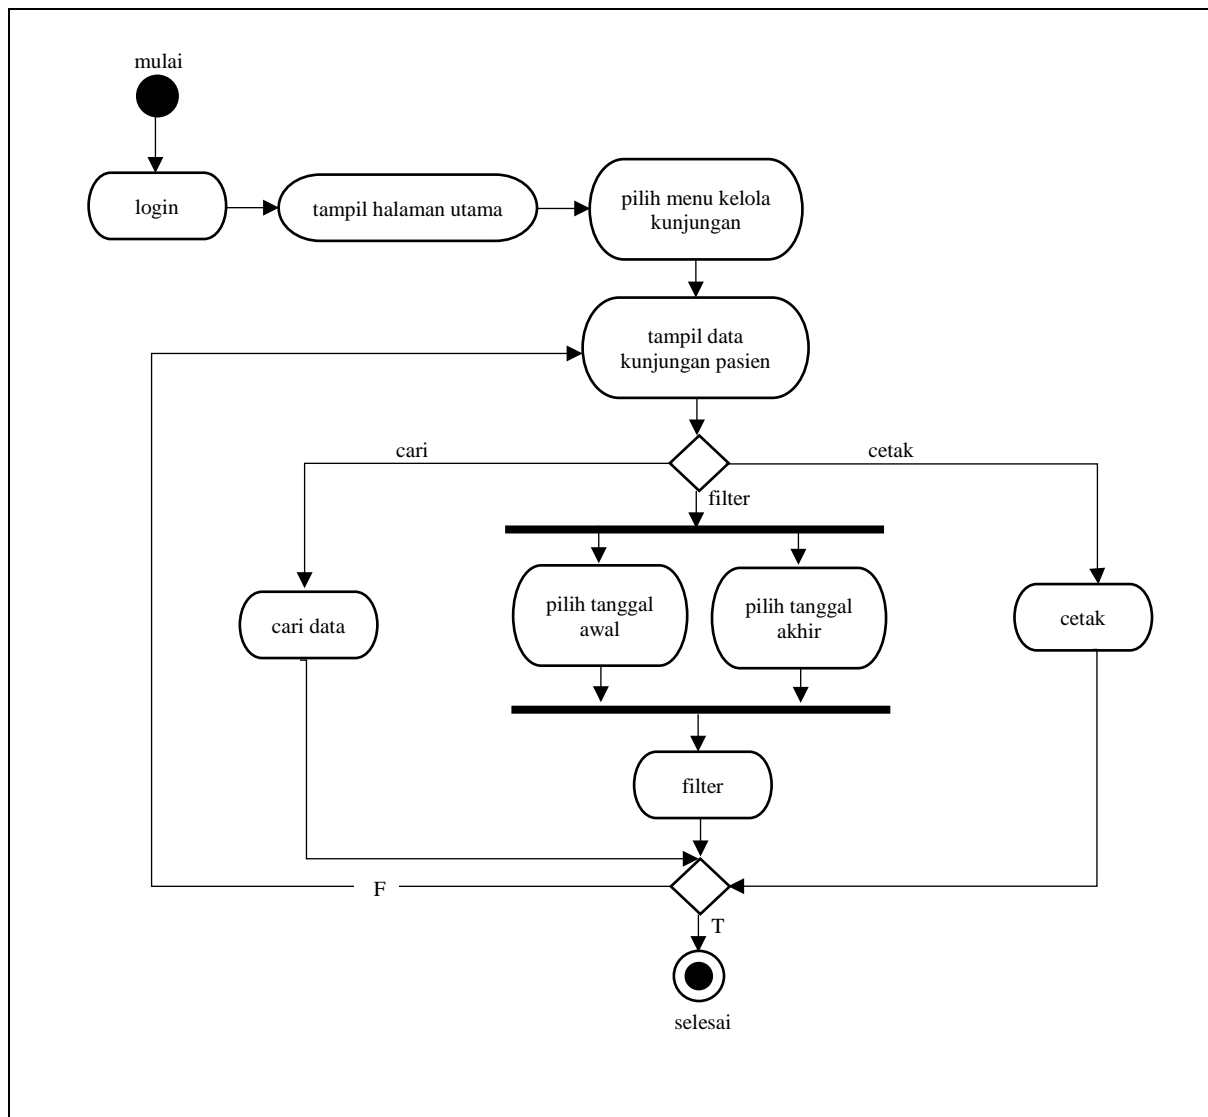 mulai
login
tampil halaman utama
pilih menu kelola
kunjungan
tampil data
kunjungan pasien
cari
cetak
filter
cari data
pilih tanggal
awal
pilih tanggal
akhir
cetak
filter
F
T
selesai